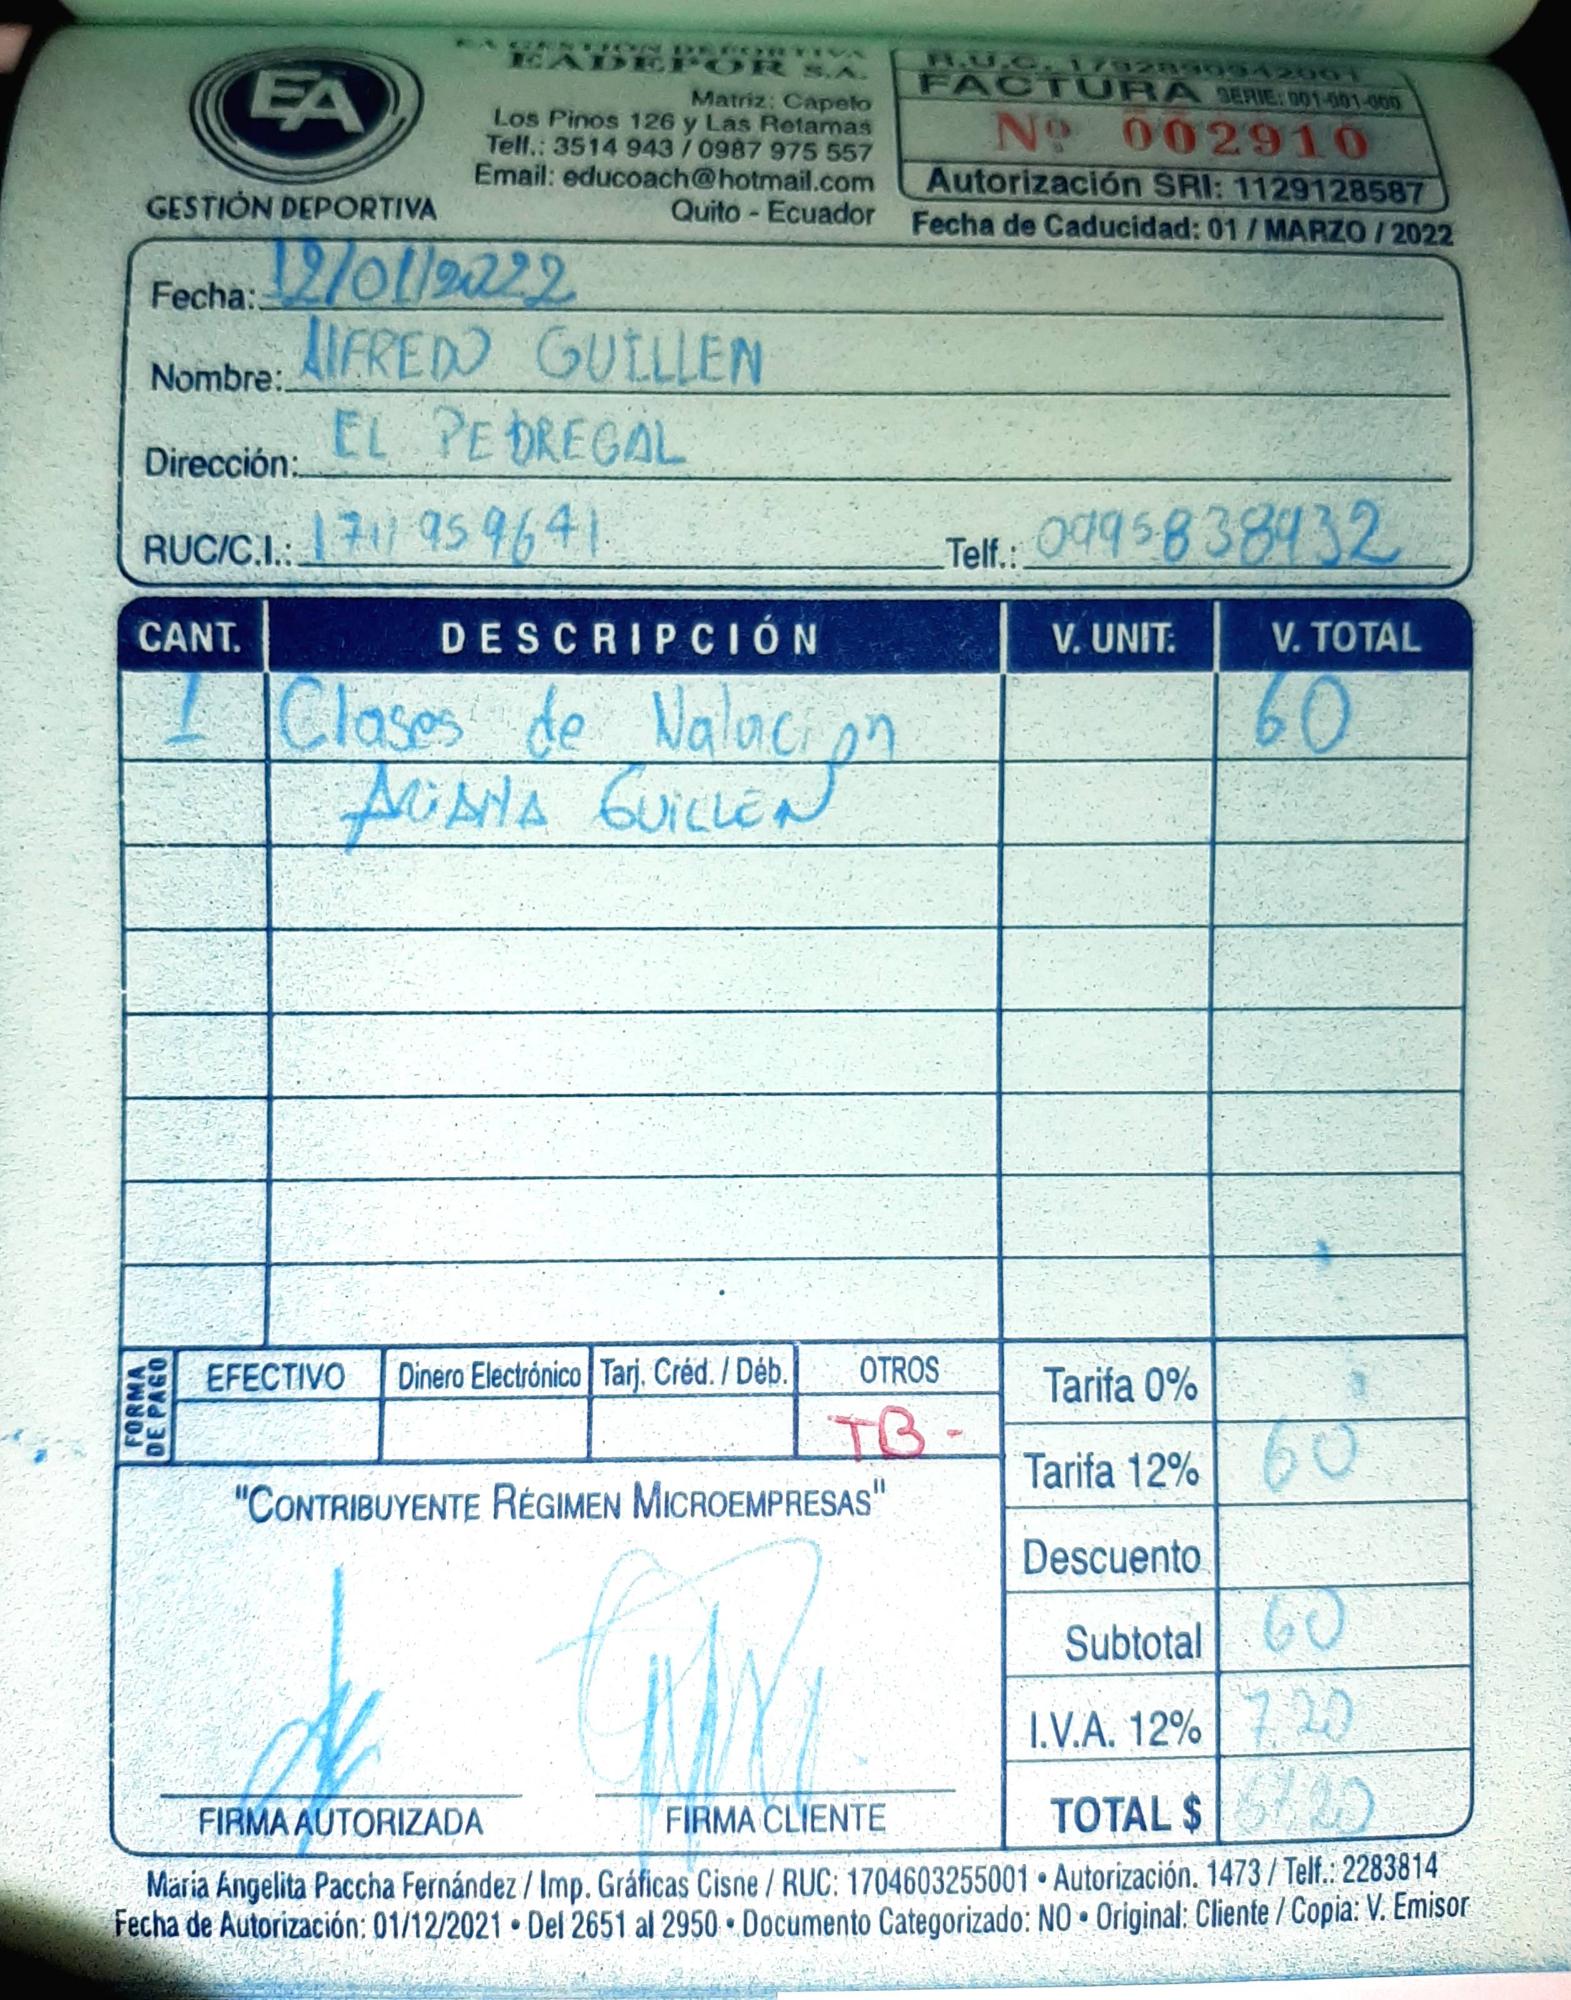 EA
GESTIÓN DEPORTIVA
EA GESTION DEPORTIVA
EADEPOR S.A.
Matriz: Capelo
Los Pinos 126 y Las Retamas
Telf.: 3514 943 / 0987 975 557
Email: educoach@hotmail.com
Quito - Ecuador
R.U.C. 1792890942001
FACTURA SERIE: 001-001-000
Nº 002910
Autorización SRI: 1129128587
Fecha de Caducidad: 01 / MARZO / 2022
Fecha: 12/01/2022
Nombre: AlFREDO GUILLEN
Dirección: EL PEDREGAL
RUC/C.I.: 1711959641 Telf.: 0995838932
CANT. DESCRIPCIÓN V. UNIT. V. TOTAL
1 Clases de Natacion 60
ARIANA GUILLEN
FORMA DE PAGO EFECTIVO Dinero Electrónico Tarj. Créd. / Déb. OTROS
TB -
Tarifa 0%
Tarifa 12% 60
Descuento
Subtotal 60
I.V.A. 12% 7.20
TOTAL $ 67.20
"CONTRIBUYENTE RÉGIMEN MICROEMPRESAS"
FIRMA AUTORIZADA FIRMA CLIENTE
Maria Angelita Paccha Fernández / Imp. Gráficas Cisne / RUC: 1704603255001 • Autorización. 1473 / Telf.: 2283814
Fecha de Autorización: 01/12/2021 • Del 2651 al 2950 • Documento Categorizado: NO • Original: Cliente / Copia: V. Emisor